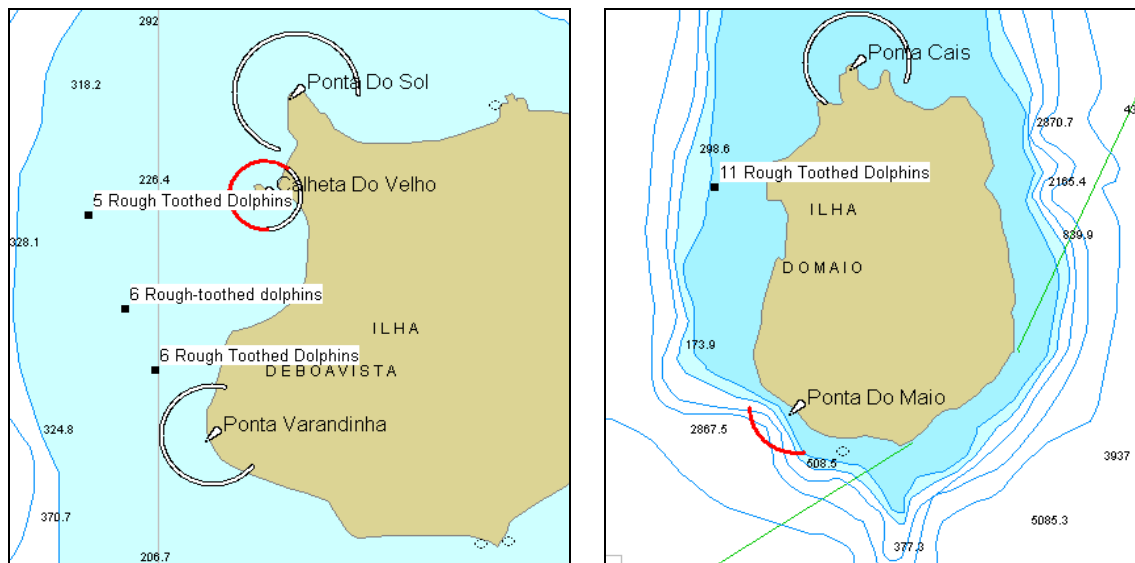 292
318.2
Ponta Do Sol
226.4
Calheta Do Velho
5 Rough Toothed Dolphins
328.1
6 Rough-toothed dolphins
ILHA
6 Rough Toothed Dolphins
DEBOAVISTA
324.8
Ponta Varandinha
370.7
206.7
Ponta Cais
43
2870.7
298.6
11 Rough Toothed Dolphins
2165.4
ILHA
839.9
DOMAIO
173.9
Ponta Do Maio
2867.5
508.5
3937
5085.3
377.3